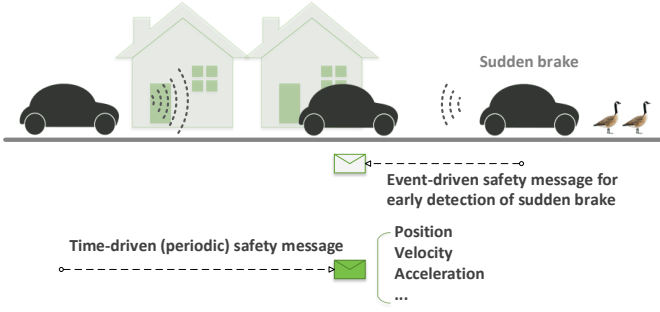 Sudden brake
Event-driven safety message for
early detection of sudden brake
Time-driven (periodic) safety message
Position
Velocity
Acceleration
...